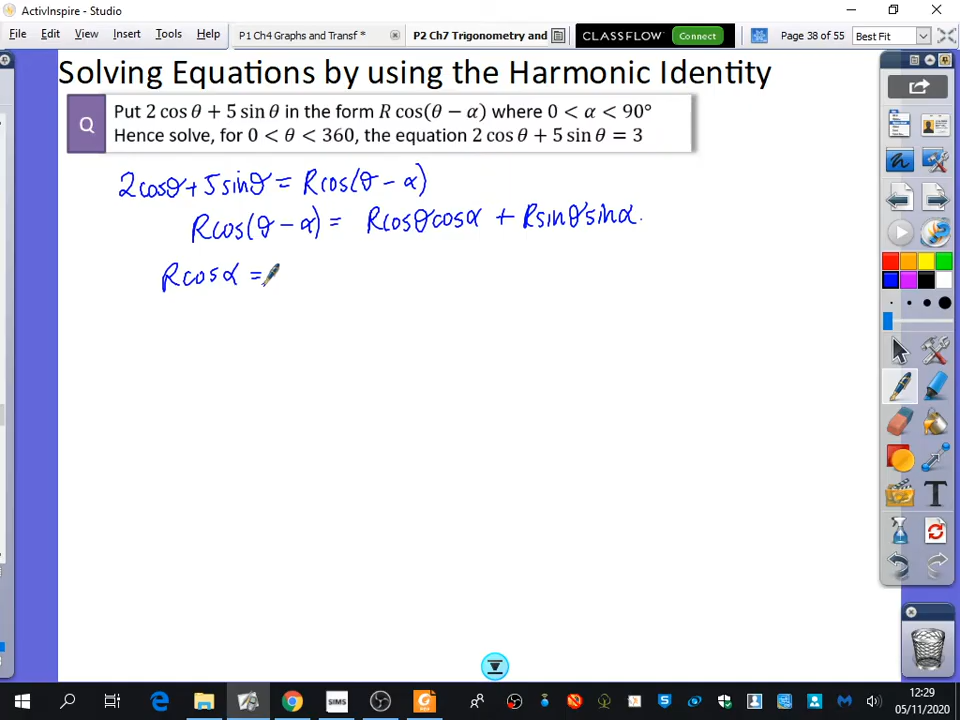 ActivInspire - Studio
File Edit View Insert Tools Help
P1 Ch4 Graphs and Transf *
P2 Ch7 Trigonometry and
CLASSFLOW Connect
Page 38 of 55
Best Fit
Solving Equations by using the Harmonic Identity
Q
Put 2 cos θ + 5 sin θ in the form R cos(θ − α) where 0 < α < 90°
Hence solve, for 0 < θ < 360, the equation 2 cos θ + 5 sin θ = 3
2cosθ + 5sinθ = Rcos(θ − α)
Rcos(θ − α) = Rcosθcosα + Rsinθsinα.
Rcosα =
T
SIMS
12:29
05/11/2020